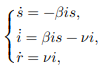 ṡ = −βis,
i̇ = βis − νi,
ṙ = νi,